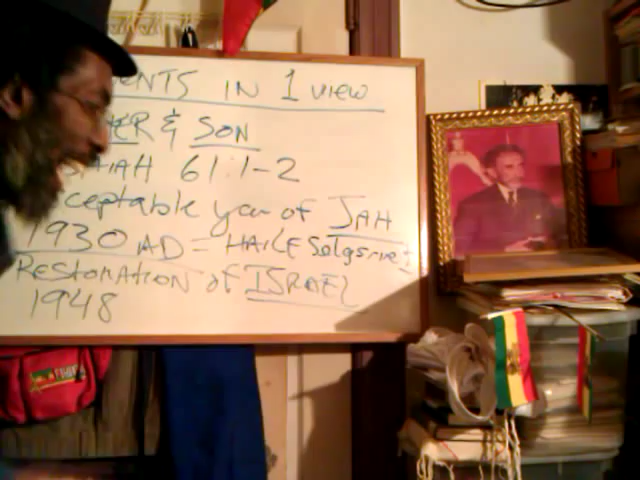 ENTS IN 1 VIEW
ER & SON
IAH 61:1-2
ceptable year of JAH
1930 AD = HAILE Selassie I
RESTORATION of ISRAEL
1948